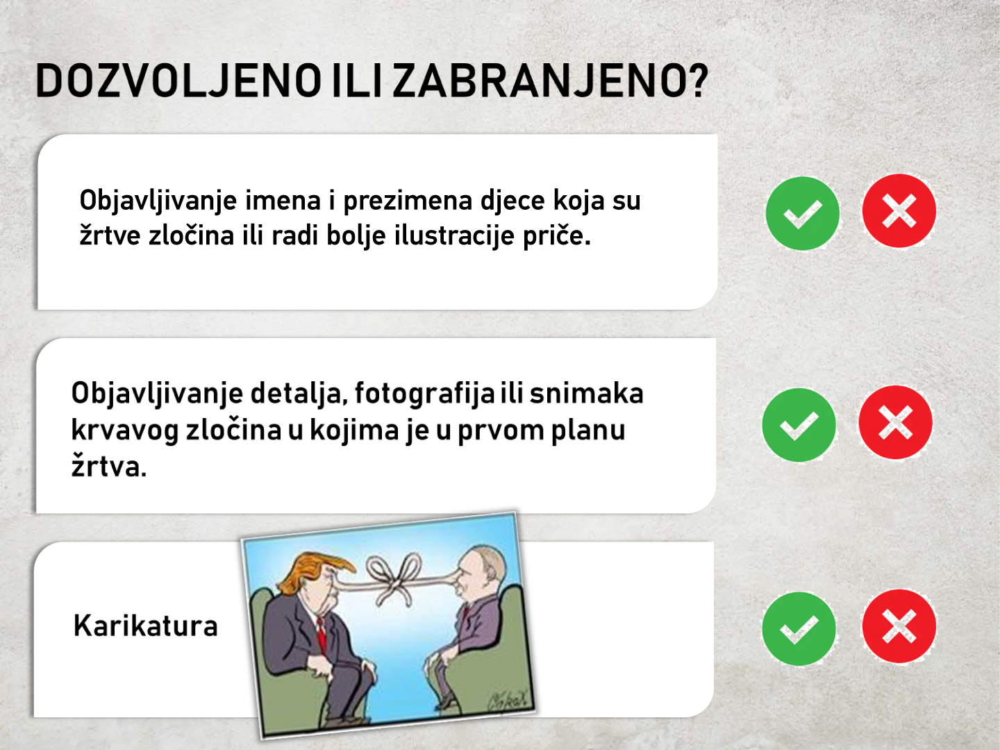 DOZVOLJENO ILI ZABRANJENO?
Objavljivanje imena i prezimena djece koja su
žrtve zločina ili radi bolje ilustracije priče.
Objavljivanje detalja, fotografija ili snimaka
krvavog zločina u kojima je u prvom planu
žrtva.
Karikatura